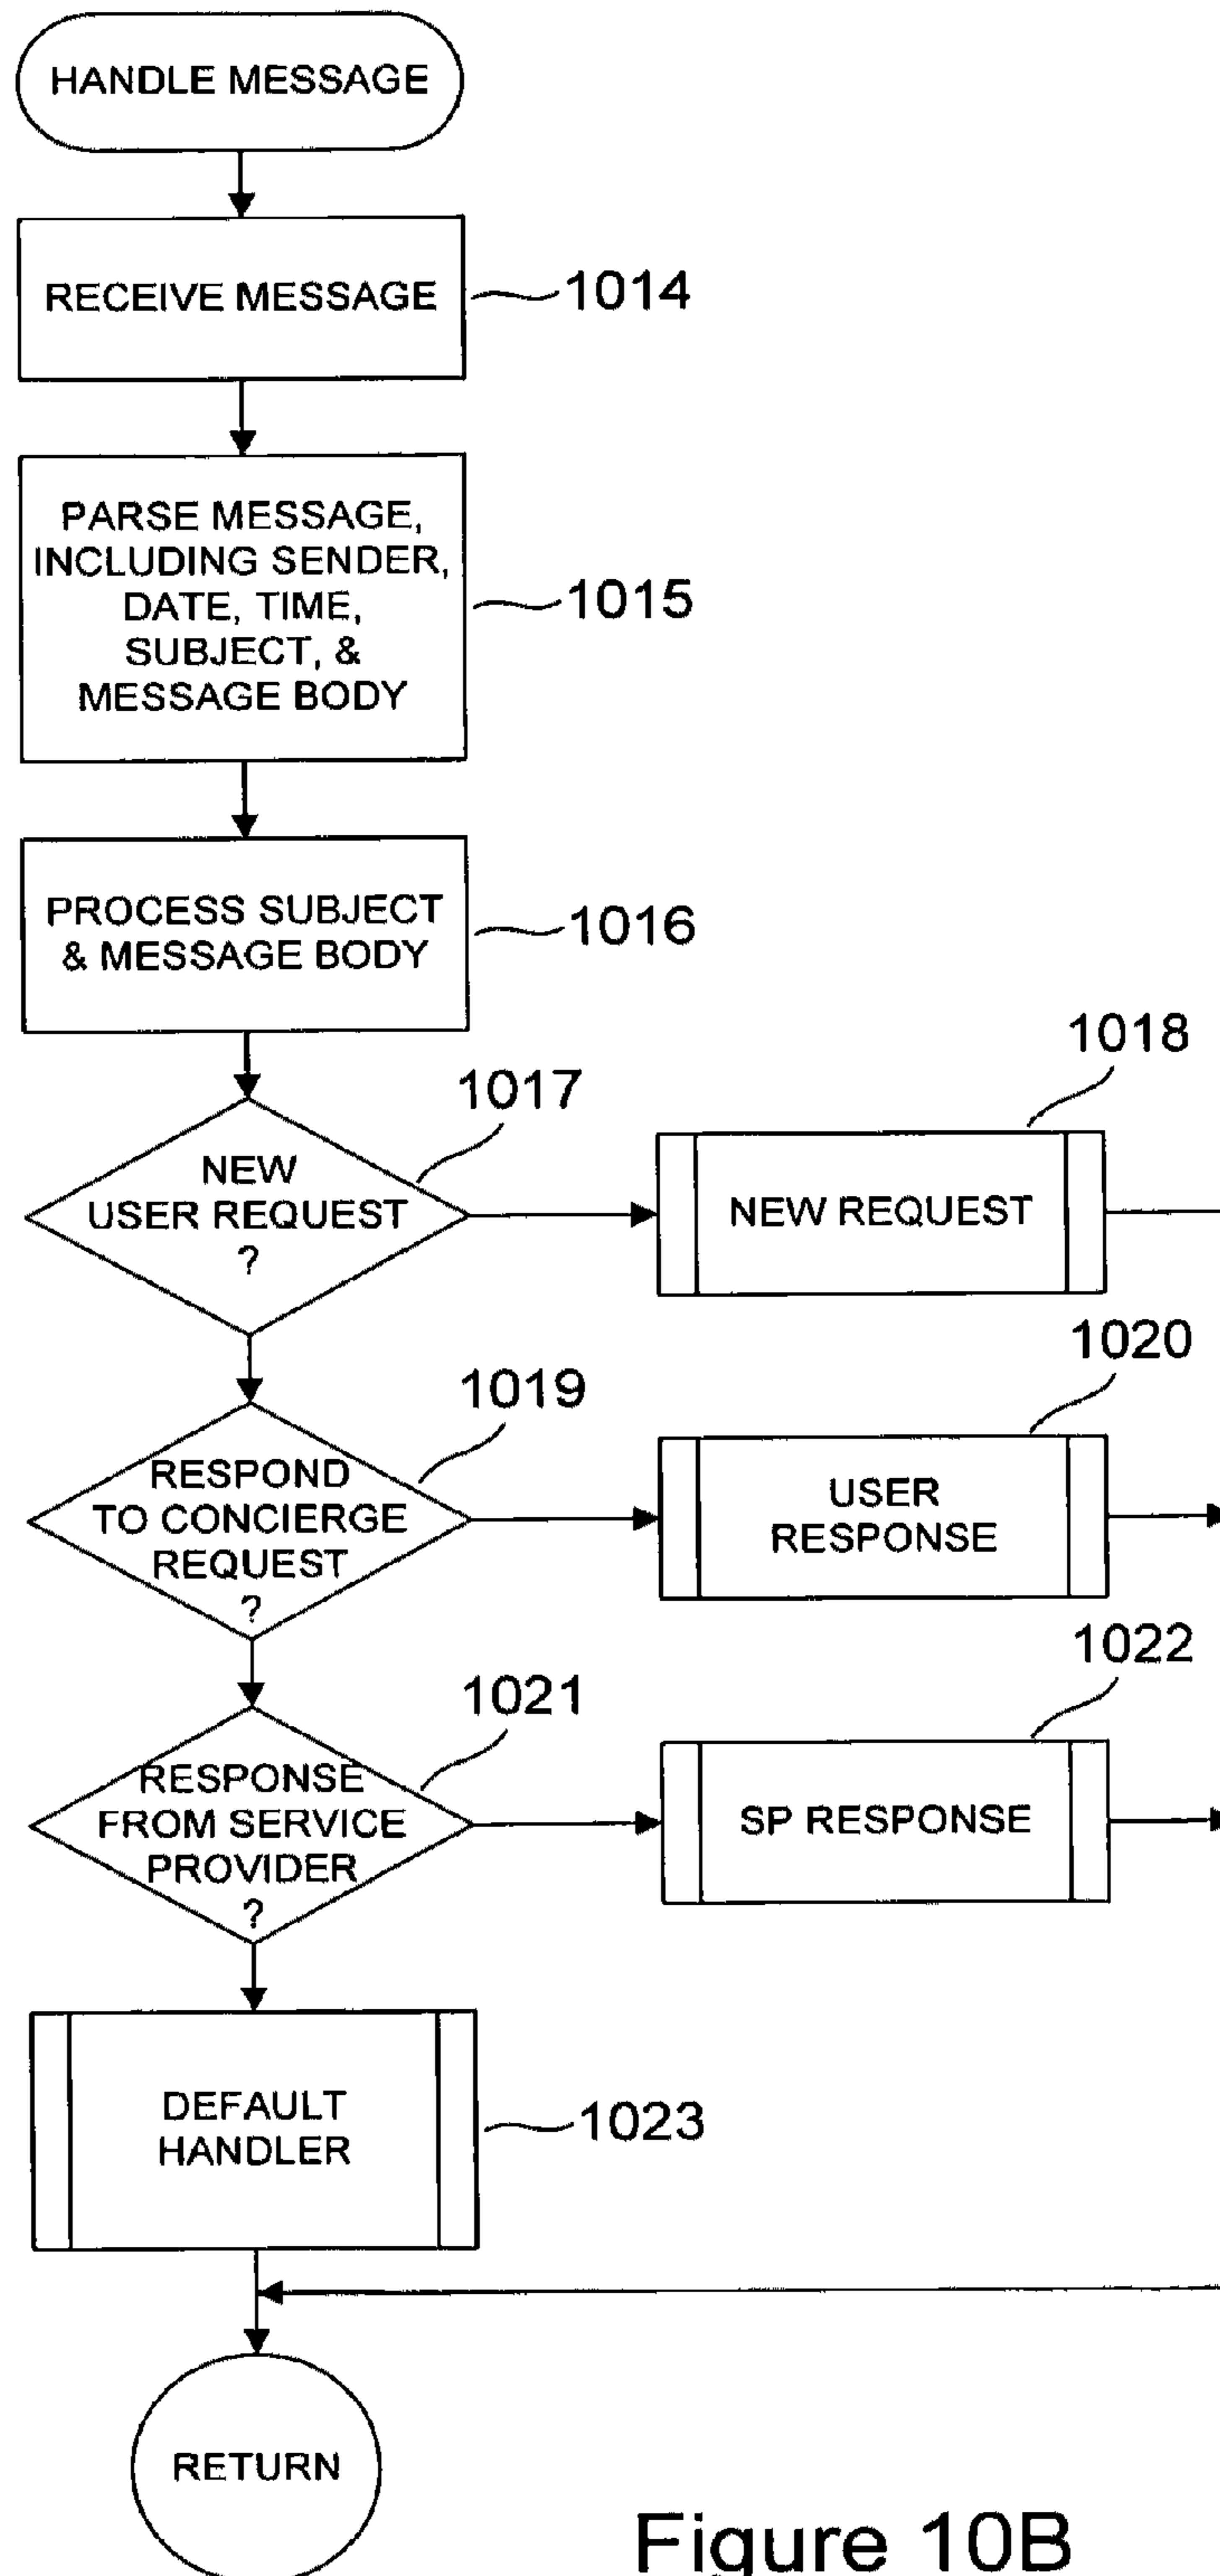 HANDLE MESSAGE
RECEIVE MESSAGE
1014
PARSE MESSAGE,
INCLUDING SENDER,
DATE, TIME,
SUBJECT, &
MESSAGE BODY
1015
PROCESS SUBJECT
& MESSAGE BODY
1016
NEW
USER REQUEST
?
1017
NEW REQUEST
1018
RESPOND
TO CONCIERGE
REQUEST
?
1019
USER
RESPONSE
1020
RESPONSE
FROM SERVICE
PROVIDER
?
1021
SP RESPONSE
1022
DEFAULT
HANDLER
1023
RETURN
Figure 10B